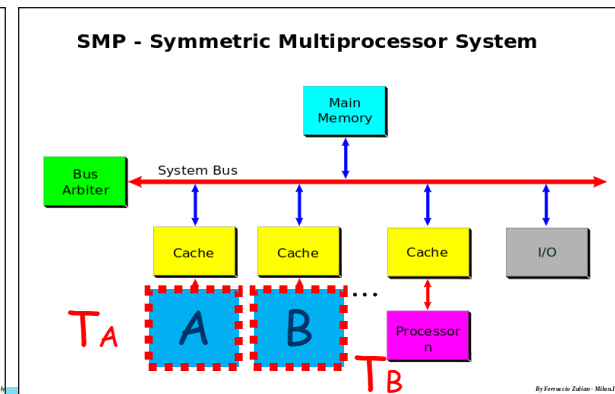 SMP - Symmetric Multiprocessor System
Main
Memory
Bus
Arbiter
System Bus
Cache
Cache
Cache
I/O
...
TA
A
B
TB
Processor
n
By Ferruccio Zulian - Milan.I